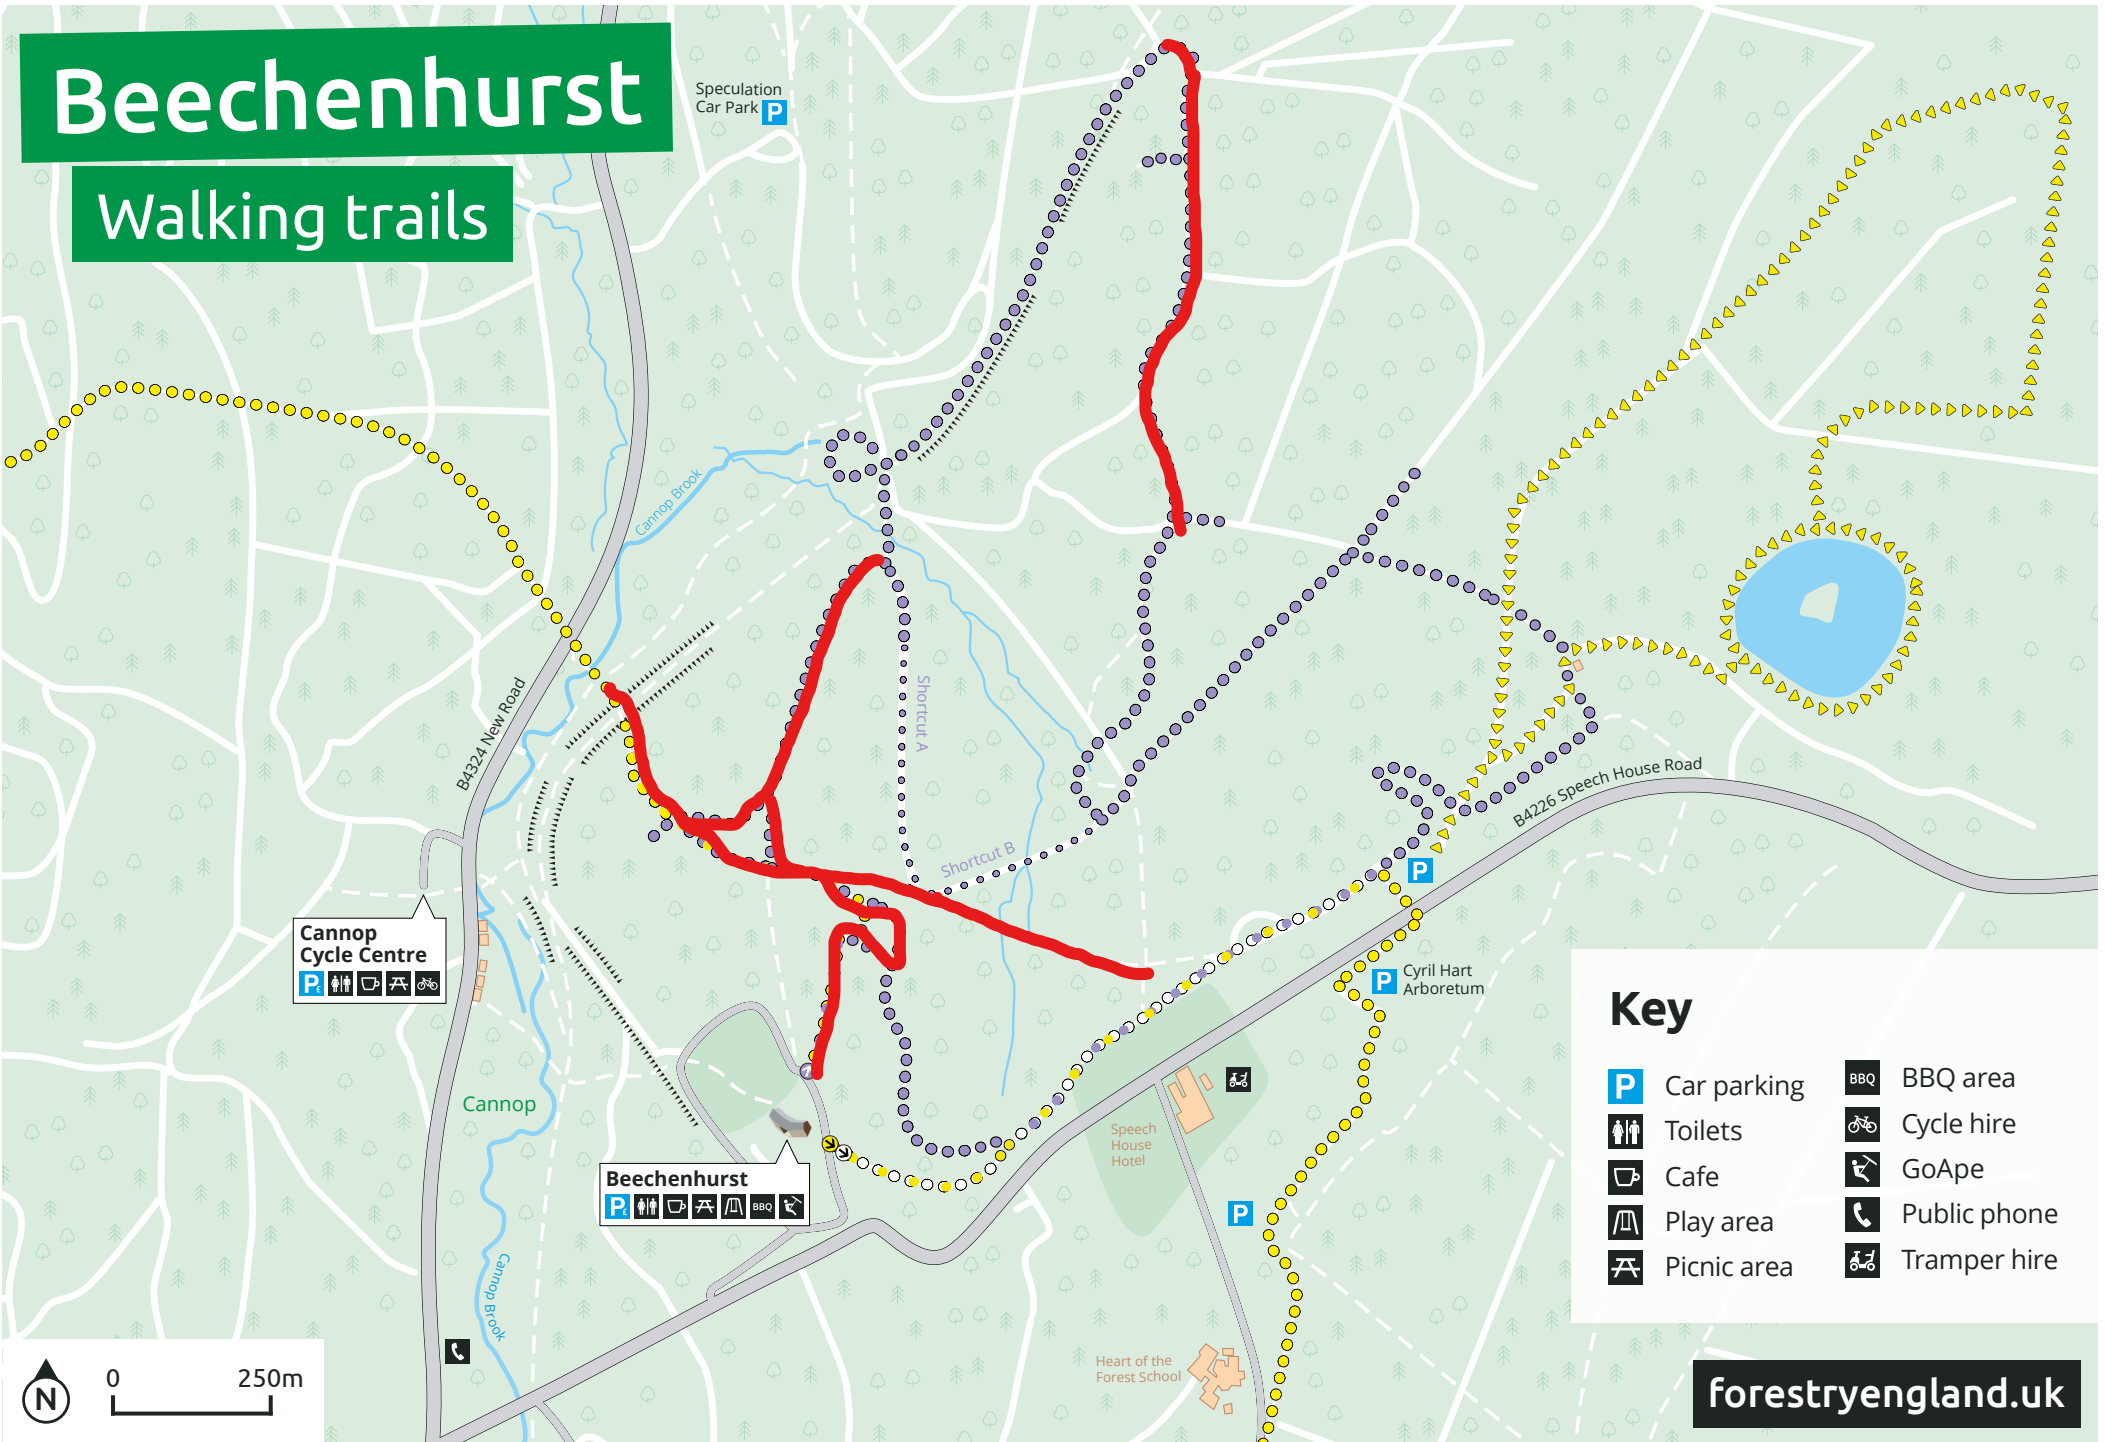 Beechenhurst
Walking trails
Speculation
Car Park P
Cannop Brook
B4324 New Road
Shortcut A
Shortcut B
B4226 Speech House Road
P
Cannop
Cycle Centre
P£
P
Cyril Hart
Arboretum
Cannop
Speech
House
Hotel
Beechenhurst
P£
BBQ
P
Cannop Brook
Heart of the
Forest School
N
0
250m
Key
P
Car parking
Toilets
Cafe
Play area
Picnic area
BBQ
BBQ area
Cycle hire
GoApe
Public phone
Tramper hire
forestryengland.uk